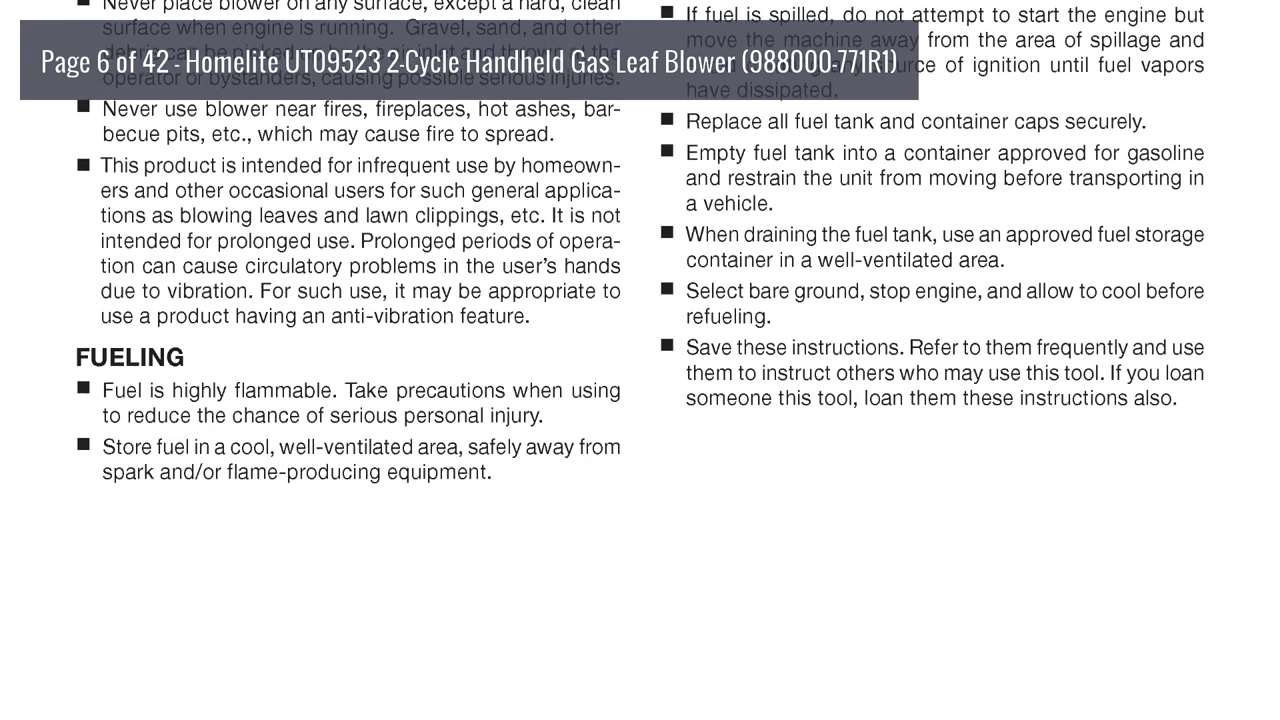 Never place blower on any surface, except a hard, clean
surface when engine is running. Gravel, sand, and other
debris can be picked up by the air inlet and thrown at the
operator or bystanders, causing possible serious injuries.
Page 6 of 42 - Homelite UT09523 2-Cycle Handheld Gas Leaf Blower (988000-771R1)
■ Never use blower near fires, fireplaces, hot ashes, bar-
becue pits, etc., which may cause fire to spread.
■ This product is intended for infrequent use by homeown-
ers and other occasional users for such general applica-
tions as blowing leaves and lawn clippings, etc. It is not
intended for prolonged use. Prolonged periods of opera-
tion can cause circulatory problems in the user's hands
due to vibration. For such use, it may be appropriate to
use a product having an anti-vibration feature.
FUELING
■ Fuel is highly flammable. Take precautions when using
to reduce the chance of serious personal injury.
■ Store fuel in a cool, well-ventilated area, safely away from
spark and/or flame-producing equipment.
■ If fuel is spilled, do not attempt to start the engine but
move the machine away from the area of spillage and
source of ignition until fuel vapors
have dissipated.
■ Replace all fuel tank and container caps securely.
■ Empty fuel tank into a container approved for gasoline
and restrain the unit from moving before transporting in
a vehicle.
■ When draining the fuel tank, use an approved fuel storage
container in a well-ventilated area.
■ Select bare ground, stop engine, and allow to cool before
refueling.
■ Save these instructions. Refer to them frequently and use
them to instruct others who may use this tool. If you loan
someone this tool, loan them these instructions also.